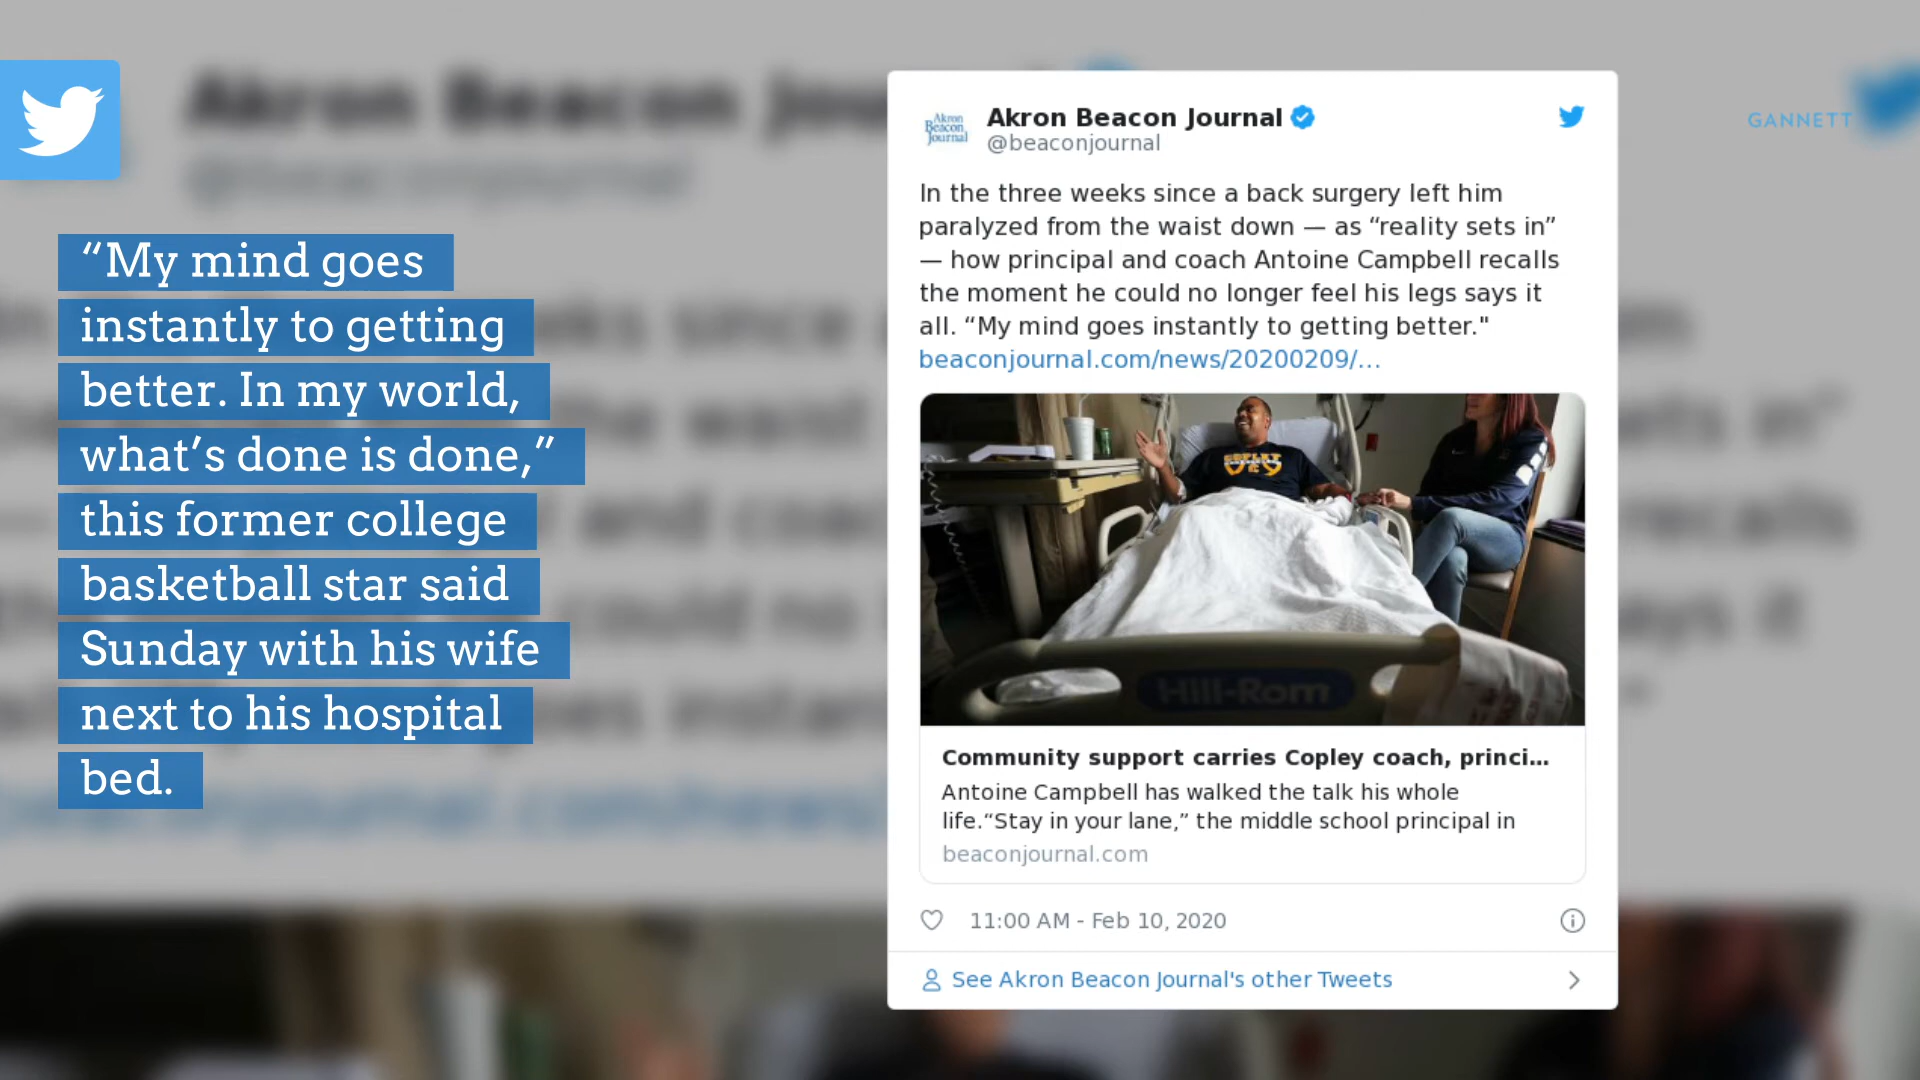 “My mind goes
instantly to getting
better. In my world,
what’s done is done,”
this former college
basketball star said
Sunday with his wife
next to his hospital
bed.
Akron Beacon Journal
@beaconjournal
Akron
Beacon
Journal
In the three weeks since a back surgery left him
paralyzed from the waist down — as “reality sets in”
— how principal and coach Antoine Campbell recalls
the moment he could no longer feel his legs says it
all. “My mind goes instantly to getting better."
beaconjournal.com/news/20200209/…
COPLEY
Hill-Rom
Community support carries Copley coach, princi…
Antoine Campbell has walked the talk his whole
life.“Stay in your lane,” the middle school principal in
beaconjournal.com
11:00 AM - Feb 10, 2020
See Akron Beacon Journal's other Tweets
GANNETT